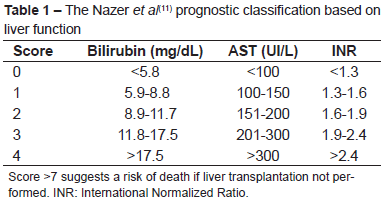 Table 1 – The Nazer et al(11) prognostic classification based on
liver function
Score Bilirubin (mg/dL) AST (UI/L) INR
0 <5.8 <100 <1.3
1 5.9-8.8 100-150 1.3-1.6
2 8.9-11.7 151-200 1.6-1.9
3 11.8-17.5 201-300 1.9-2.4
4 >17.5 >300 >2.4
Score >7 suggests a risk of death if liver transplantation not per-
formed. INR: International Normalized Ratio.